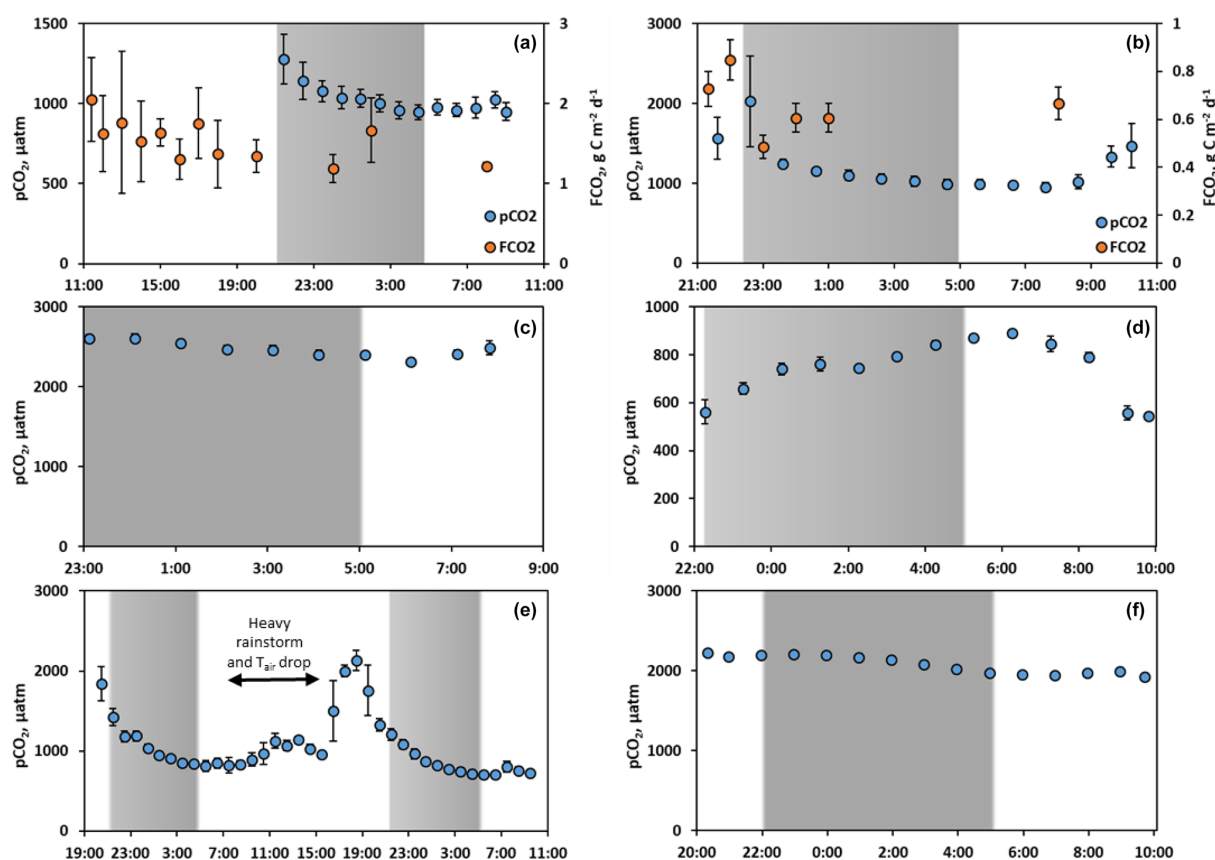 (a)
1500
1000
500
0
pCO2, µatm
3
2
1
0
FCO2, g C m-2 d-1
pCO2
FCO2
11:00 15:00 19:00 23:00 3:00 7:00 11:00
(b)
3000
2000
1000
0
pCO2, µatm
1
0.8
0.6
0.4
0.2
0
FCO2, g C m-2 d-1
pCO2
FCO2
21:00 23:00 1:00 3:00 5:00 7:00 9:00 11:00
(c)
3000
2000
1000
0
pCO2, µatm
23:00 1:00 3:00 5:00 7:00 9:00
(d)
1000
800
600
400
200
0
pCO2, µatm
22:00 0:00 2:00 4:00 6:00 8:00 10:00
(e)
3000
2000
1000
0
pCO2, µatm
Heavy
rainstorm
and Tair drop
19:00 23:00 3:00 7:00 11:00 15:00 19:00 23:00 3:00 7:00 11:00
(f)
3000
2000
1000
0
pCO2, µatm
20:00 22:00 0:00 2:00 4:00 6:00 8:00 10:00